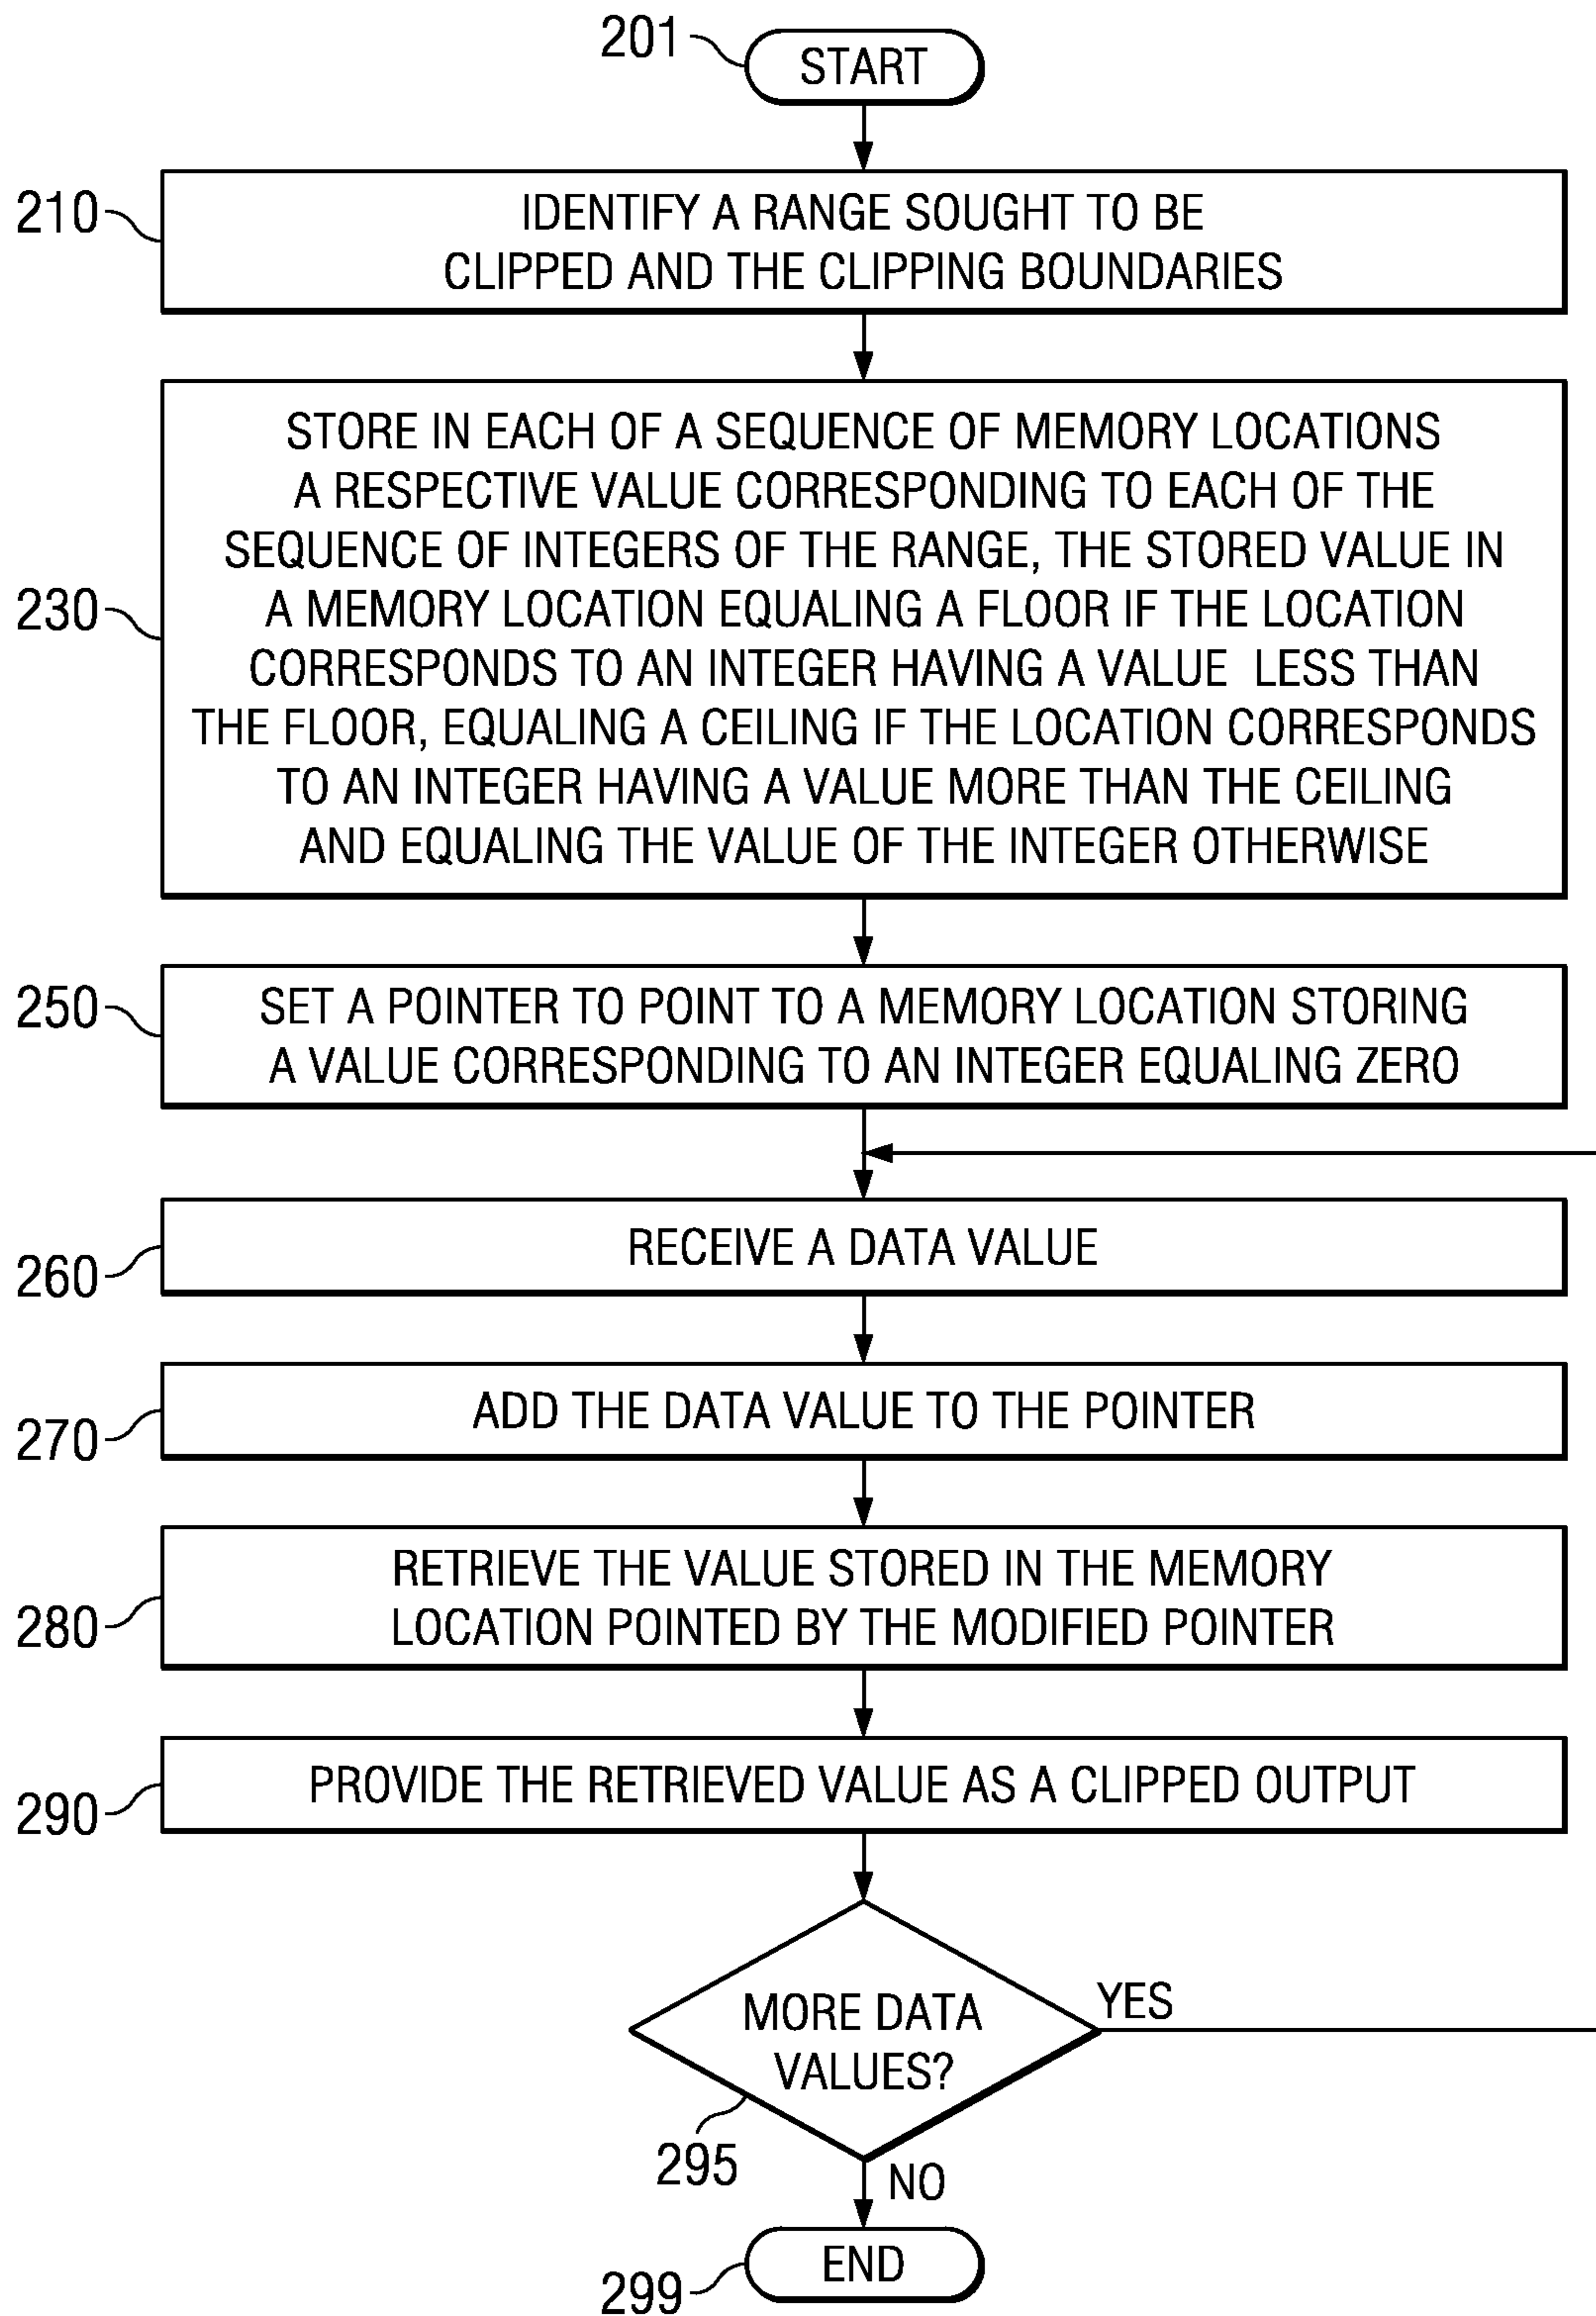 201
START
210
IDENTIFY A RANGE SOUGHT TO BE
CLIPPED AND THE CLIPPING BOUNDARIES
STORE IN EACH OF A SEQUENCE OF MEMORY LOCATIONS
A RESPECTIVE VALUE CORRESPONDING TO EACH OF THE
SEQUENCE OF INTEGERS OF THE RANGE, THE STORED VALUE IN
230
A MEMORY LOCATION EQUALING A FLOOR IF THE LOCATION
CORRESPONDS TO AN INTEGER HAVING A VALUE LESS THAN
THE FLOOR, EQUALING A CEILING IF THE LOCATION CORRESPONDS
TO AN INTEGER HAVING A VALUE MORE THAN THE CEILING
AND EQUALING THE VALUE OF THE INTEGER OTHERWISE
250
SET A POINTER TO POINT TO A MEMORY LOCATION STORING
A VALUE CORRESPONDING TO AN INTEGER EQUALING ZERO
260
RECEIVE A DATA VALUE
270
ADD THE DATA VALUE TO THE POINTER
280
RETRIEVE THE VALUE STORED IN THE MEMORY
LOCATION POINTED BY THE MODIFIED POINTER
290
PROVIDE THE RETRIEVED VALUE AS A CLIPPED OUTPUT
MORE DATA
VALUES?
YES
295
NO
END
299